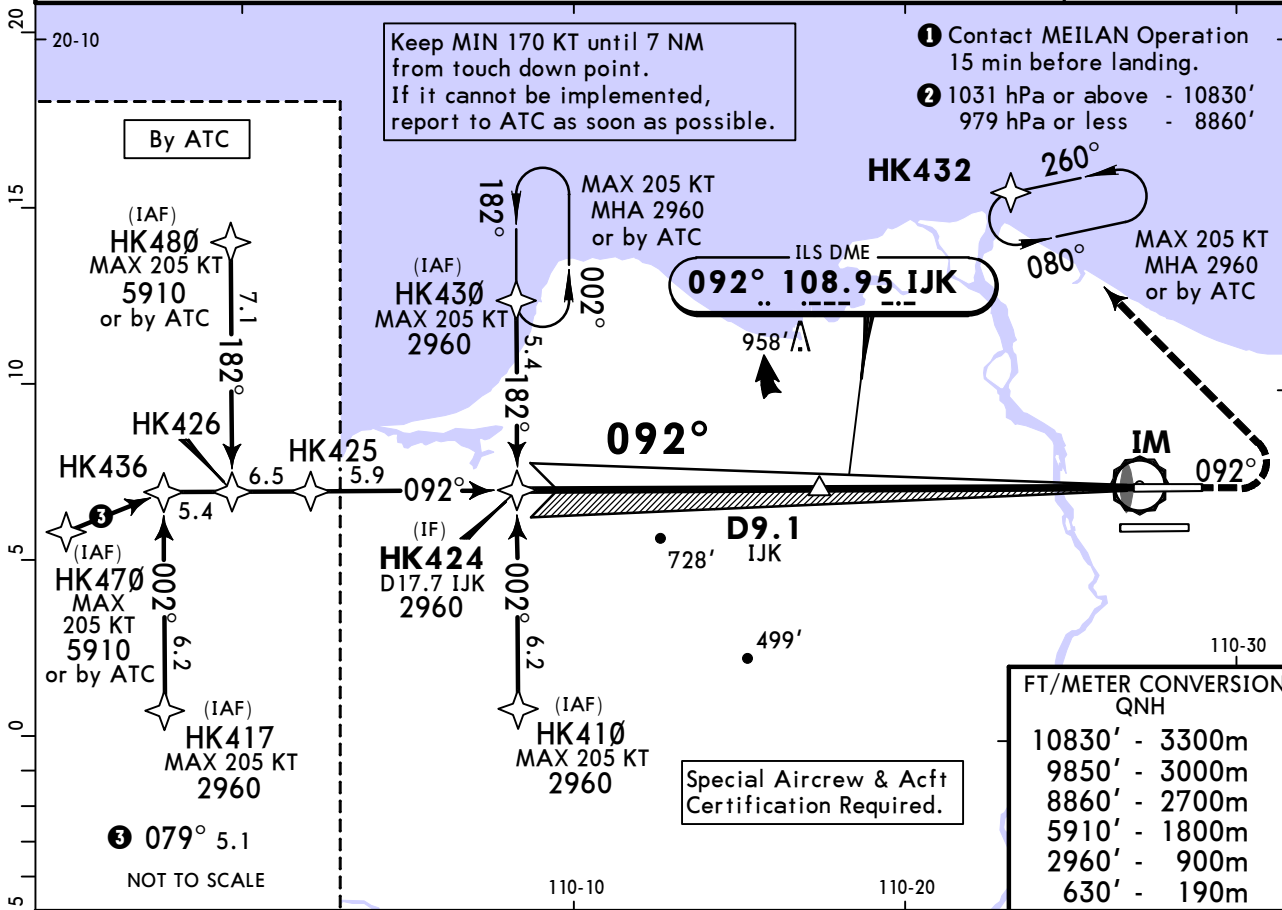 20
15
10
5
0
5
20-10
Keep MIN 170 KT until 7 NM
from touch down point.
If it cannot be implemented,
report to ATC as soon as possible.
❶ Contact MEILAN Operation
15 min before landing.
❷ 1031 hPa or above - 10830'
979 hPa or less - 8860'
By ATC
(IAF)
HK48Ø
MAX 205 KT
5910
or by ATC
7.1
182°
182°
002°
MAX 205 KT
MHA 2960
or by ATC
(IAF)
HK43Ø
MAX 205 KT
2960
5.4
182°
HK432
260°
080°
MAX 205 KT
MHA 2960
or by ATC
ILS DME
092° 108.95 IJK
958'
HK436
HK426
HK425
6.5
5.9
5.4
092°
092°
IM
092°
❸
(IAF)
HK47Ø
MAX
205 KT
5910
or by ATC
002°
6.2
(IAF)
HK417
MAX 205 KT
2960
(IF)
HK424
D17.7 IJK
2960
002°
6.2
(IAF)
HK41Ø
MAX 205 KT
2960
D9.1
IJK
728'
499'
❸ 079° 5.1
NOT TO SCALE
Special Aircrew & Acft
Certification Required.
110-10
110-20
110-30
FT/METER CONVERSION
QNH
10830' - 3300m
9850' - 3000m
8860' - 2700m
5910' - 1800m
2960' - 900m
630' - 190m